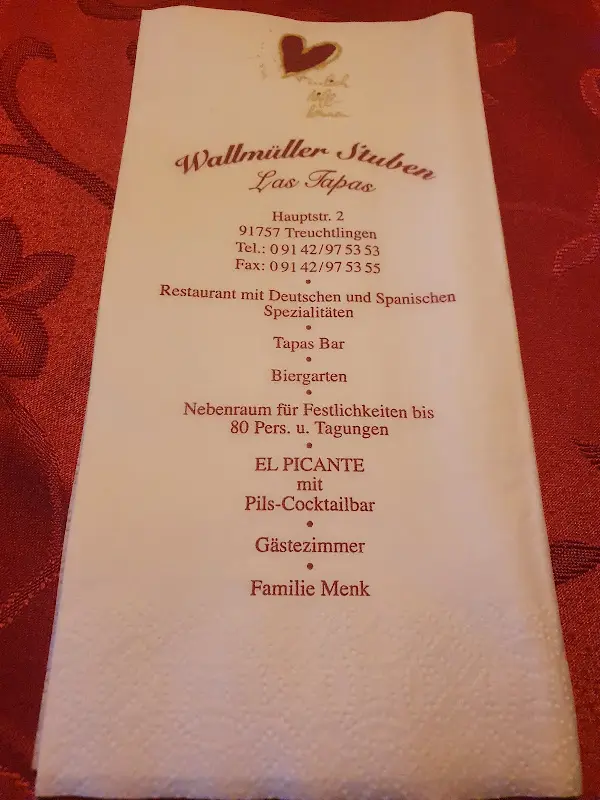 Wallmüller Stuben
Las Tapas
Hauptstr. 2
91757 Treuchtlingen
Tel.: 0 91 42/97 53 53
Fax: 0 91 42/97 53 55
Restaurant mit Deutschen und Spanischen
Spezialitäten
Tapas Bar
Biergarten
Nebenraum für Festlichkeiten bis
80 Pers. u. Tagungen
EL PICANTE
mit
Pils-Cocktailbar
Gästezimmer
Familie Menk